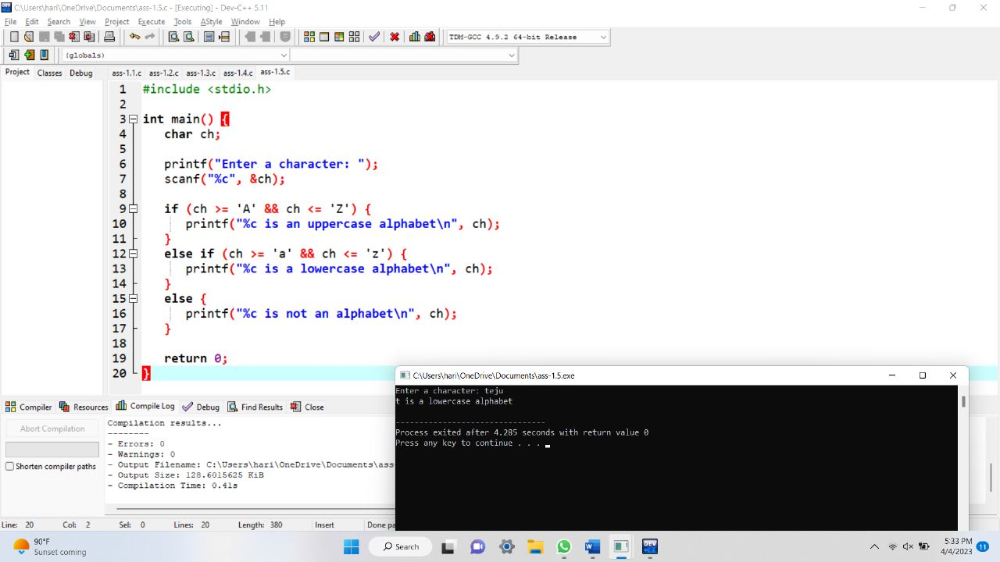 C:\Users\hari\OneDrive\Documents\ass-1.5.c - [Executing] - Dev-C++ 5.11
File Edit Search View Project Execute Tools AStyle Window Help
TDM-GCC 4.9.2 64-bit Release
(globals)
Project Classes Debug
ass-1.1.c ass-1.2.c ass-1.3.c ass-1.4.c ass-1.5.c
1 #include <stdio.h>
2
3 int main() {
4 char ch;
5
6 printf("Enter a character: ");
7 scanf("%c", &ch);
8
9 if (ch >= 'A' && ch <= 'Z') {
10 printf("%c is an uppercase alphabet\n", ch);
11 }
12 else if (ch >= 'a' && ch <= 'z') {
13 printf("%c is a lowercase alphabet\n", ch);
14 }
15 else {
16 printf("%c is not an alphabet\n", ch);
17 }
18
19 return 0;
20 }
C:\Users\hari\OneDrive\Documents\ass-1.5.exe
Enter a character: teju
t is a lowercase alphabet
--------------------------------
Process exited after 4.285 seconds with return value 0
Press any key to continue . . .
Compiler Resources Compile Log Debug Find Results Close
Abort Compilation
Shorten compiler paths
Compilation results...
--------
- Errors: 0
- Warnings: 0
- Output Filename: C:\Users\hari\OneDrive\Documents\ass
- Output Size: 128.6015625 KiB
- Compilation Time: 0.41s
Line: 20 Col: 2 Sel: 0 Lines: 20 Length: 380 Insert Done pa
90°F
Sunset coming
Search
DEV
5:33 PM
4/4/2023
11